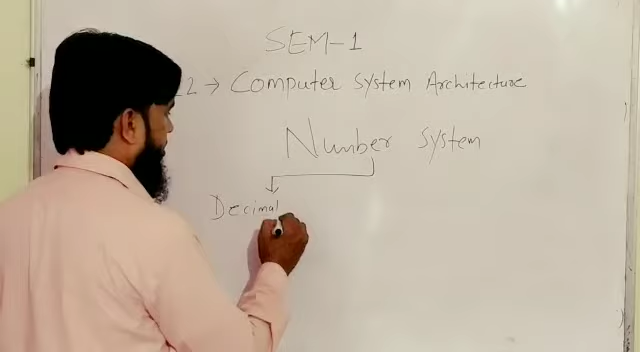 SEM-1
2 → Computer System Architecture
Number System
Decimal